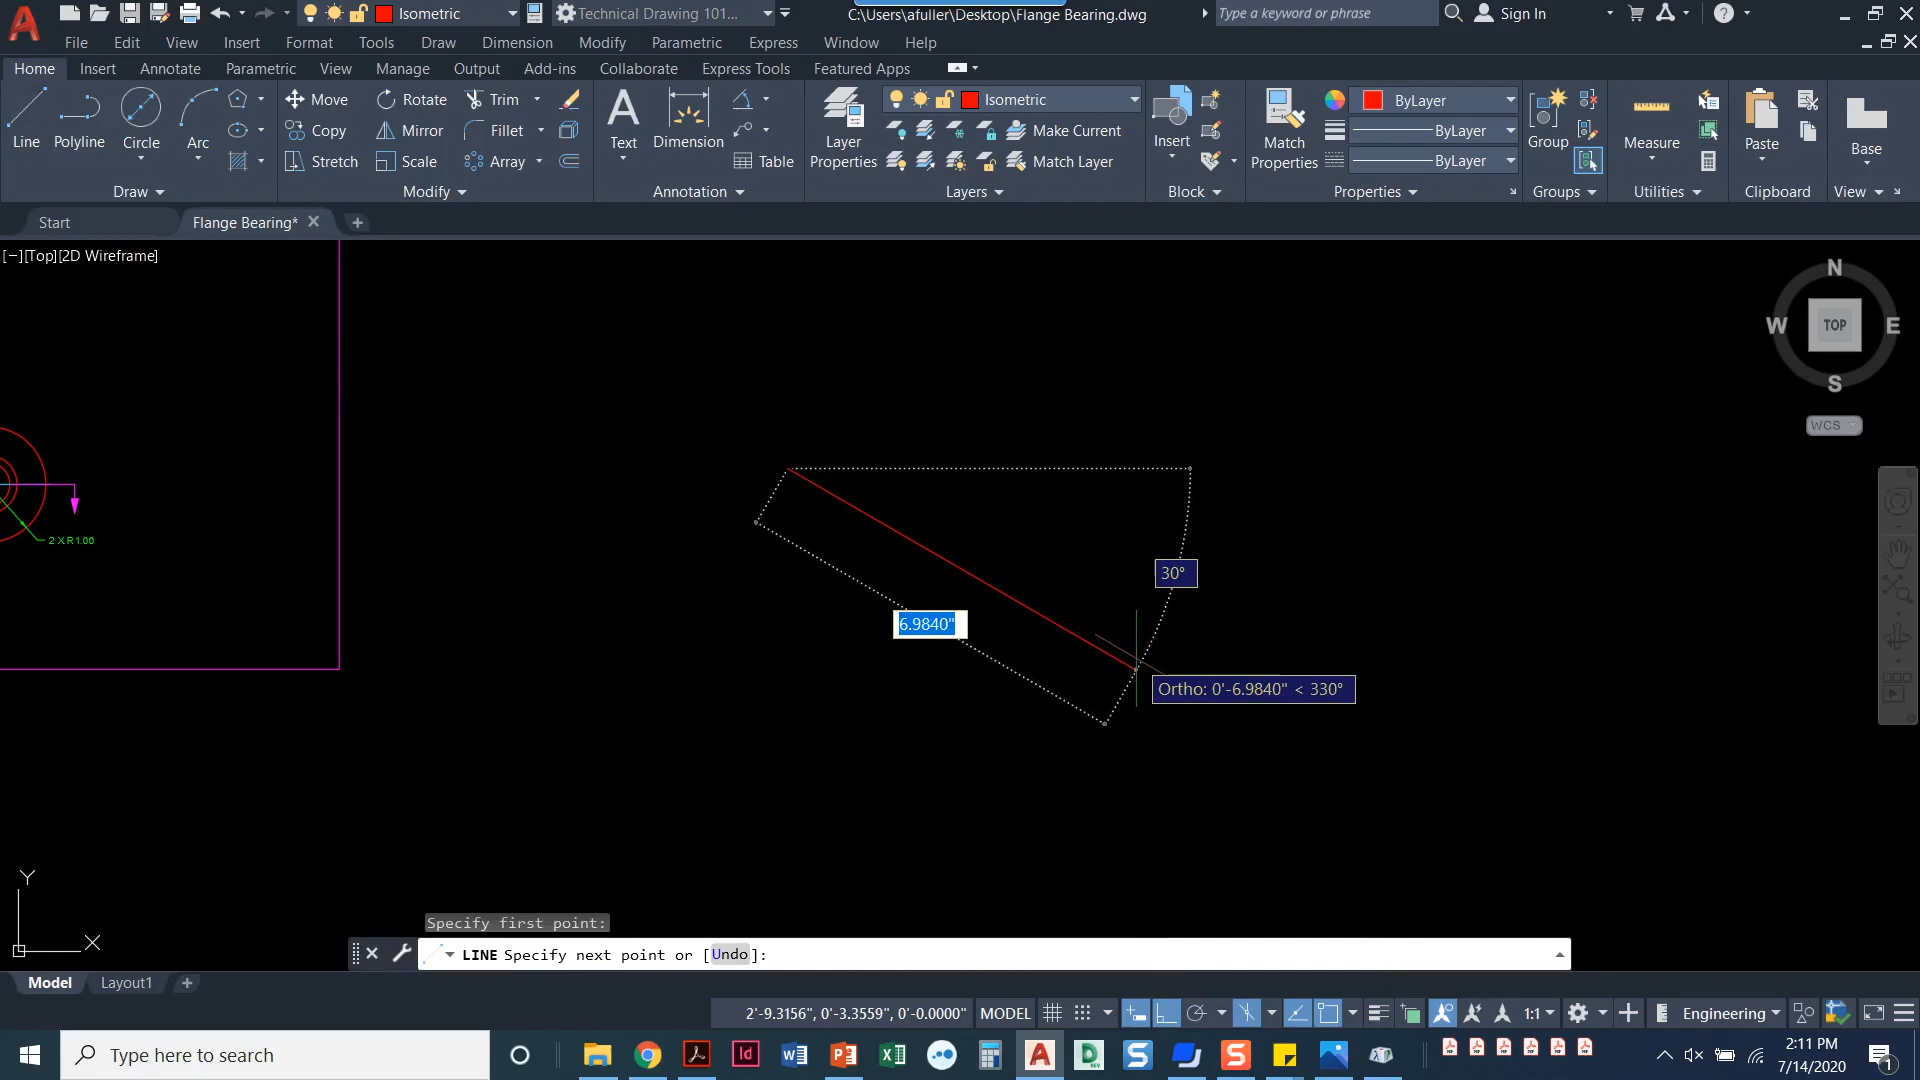 Isometric
Technical Drawing 101...
C:\Users\afuller\Desktop\Flange Bearing.dwg
Type a keyword or phrase
Sign In
File Edit View Insert Format Tools Draw Dimension Modify Parametric Express Window Help
Home Insert Annotate Parametric View Manage Output Add-ins Collaborate Express Tools Featured Apps
Line Polyline Circle Arc
Move Rotate Trim
Copy Mirror Fillet
Stretch Scale Array
Text Dimension
Table
Layer Properties
Isometric
Make Current
Match Layer
Insert
Match Properties
ByLayer
ByLayer
ByLayer
Group
Measure
Paste
Base
Draw Modify Annotation Layers Block Properties Groups Utilities Clipboard View
Start Flange Bearing*
[−][Top][2D Wireframe]
N
W TOP E
S
WCS
2 X R1.00
30°
6.9840"
Ortho: 0'-6.9840" < 330°
Y
X
Specify first point:
LINE Specify next point or [Undo]:
Model Layout1
2'-9.3156", 0'-3.3559", 0'-0.0000" MODEL 1:1 Engineering
Type here to search
2:11 PM
7/14/2020
1